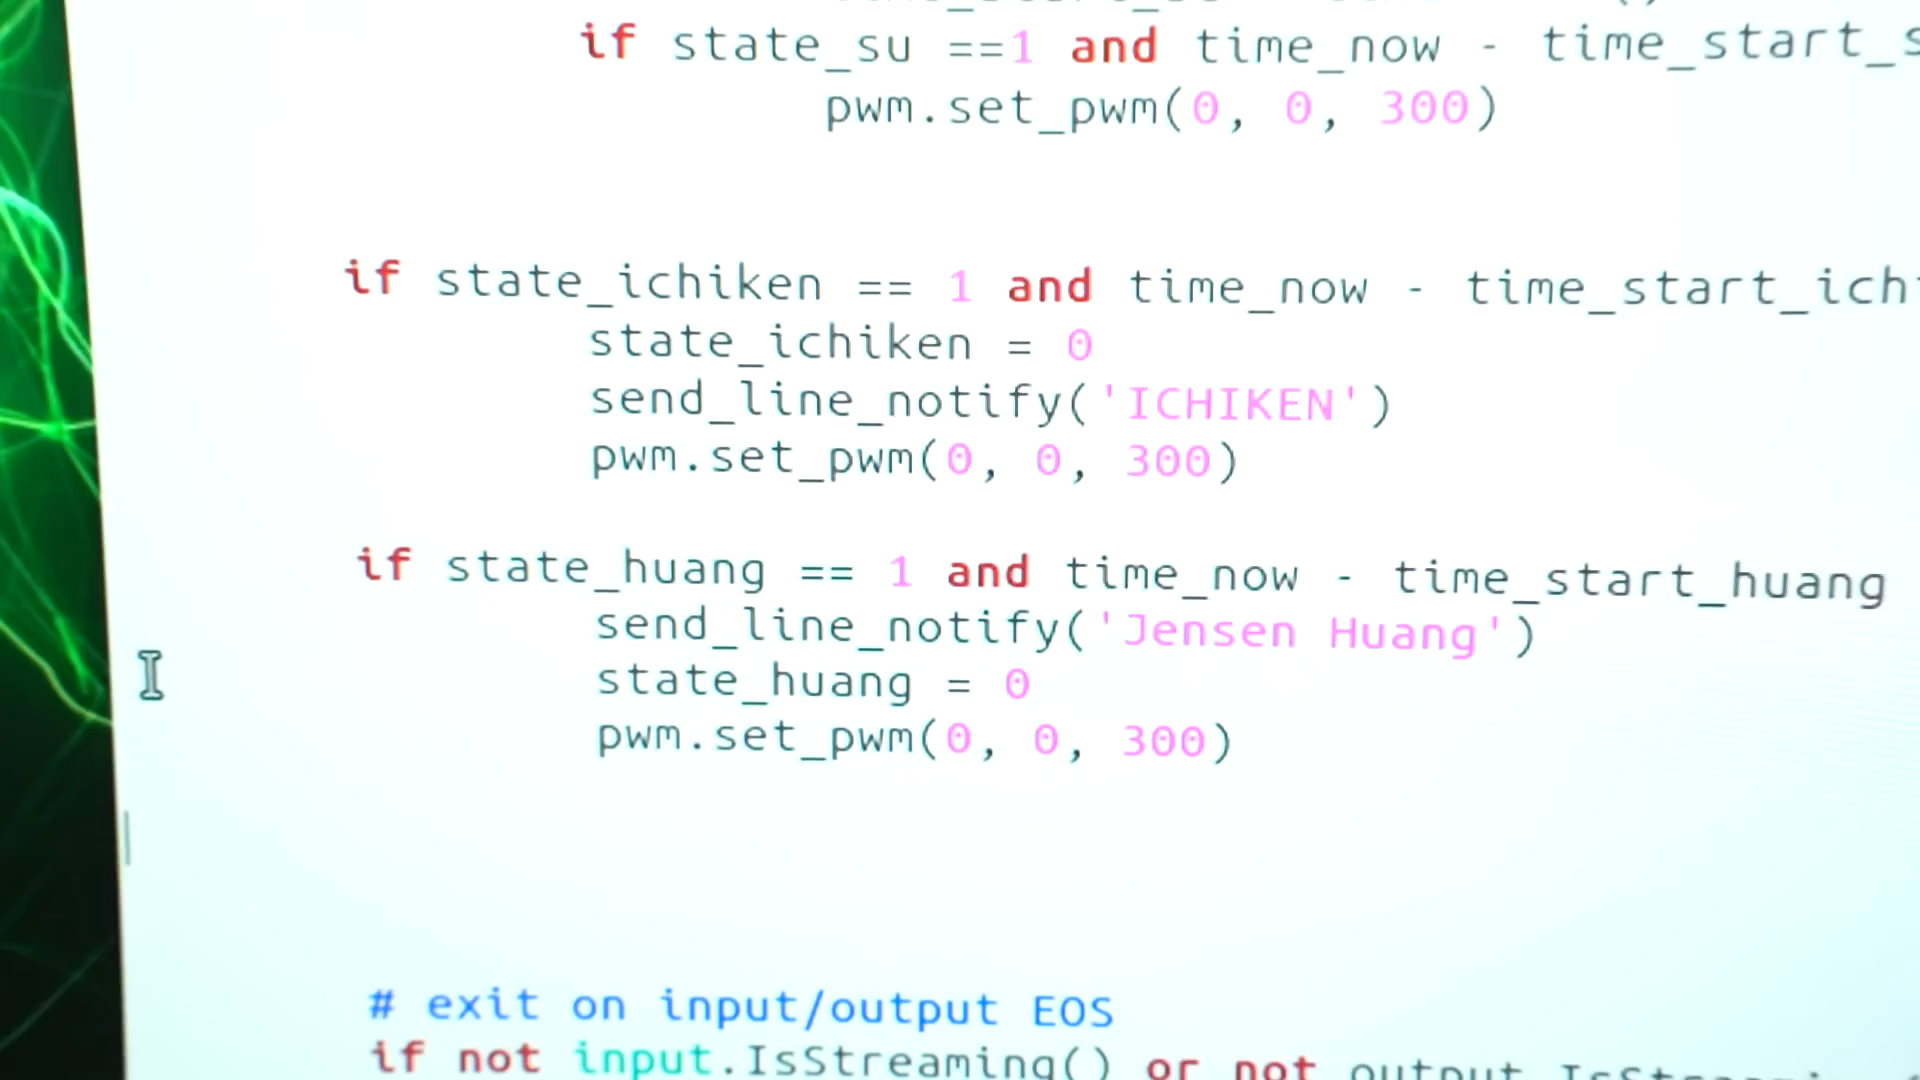 if state_su ==1 and time_now - time_start_s
pwm.set_pwm(0, 0, 300)
if state_ichiken == 1 and time_now - time_start_ich
state_ichiken = 0
send_line_notify('ICHIKEN')
pwm.set_pwm(0, 0, 300)
if state_huang == 1 and time_now - time_start_huang
send_line_notify('Jensen Huang')
state_huang = 0
pwm.set_pwm(0, 0, 300)
# exit on input/output EOS
if not input.IsStreaming() or not output